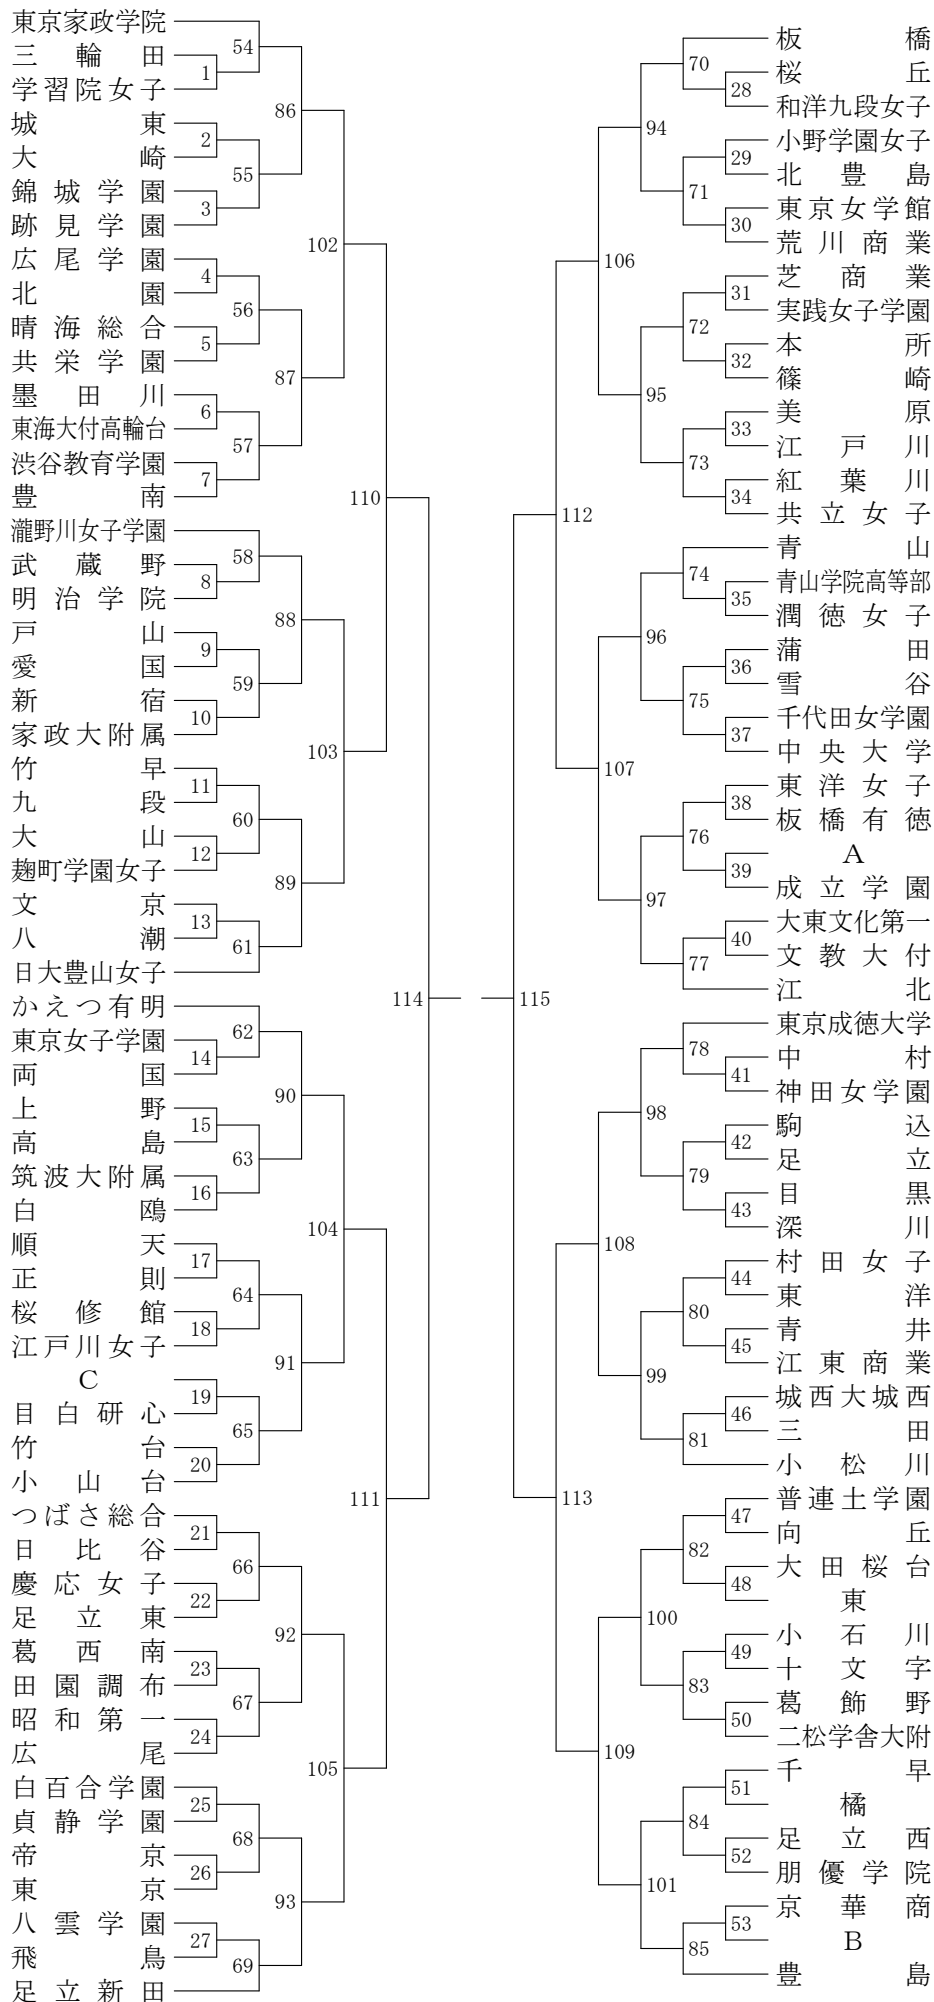 東京家政学院
三輪田
学習院女子
城東
大崎
錦城学園
跡見学園
広尾学園
北園
晴海総合
共栄学園
墨田川
東海大付高輪台
渋谷教育学園
豊南
瀧野川女子学園
武蔵野
明治学院
戸山
愛国
新宿
家政大附属
竹早
九段
大山
麹町学園女子
文京
八潮
日大豊山女子
かえつ有明
東京女子学園
両国
上野
高島
筑波大附属
白鴎
順天
正則
桜修館
江戸川女子
C
目白研心
竹台
小山台
つばさ総合
日比谷
慶応女子
足立東
葛西南
田園調布
昭和第一
広尾
白百合学園
貞静学園
帝京
東京
八雲学園
飛鳥
足立新田
1
2
3
4
5
6
7
8
9
10
11
12
13
14
15
16
17
18
19
20
21
22
23
24
25
26
27
54
55
56
57
58
59
60
61
62
63
64
65
66
67
68
69
86
87
88
89
90
91
92
93
102
103
104
105
110
111
114
115
112
113
106
107
108
109
94
95
96
97
98
99
100
101
70
71
72
73
74
75
76
77
78
79
80
81
82
83
84
85
28
29
30
31
32
33
34
35
36
37
38
39
40
41
42
43
44
45
46
47
48
49
50
51
52
53
板橋
桜丘
和洋九段女子
小野学園女子
北豊島
東京女学館
荒川商業
芝商業
実践女子学園
本所
篠崎
美原
江戸川
紅葉川
共立女子
青山
青山学院高等部
潤徳女子
蒲田
雪谷
千代田女学園
中央大学
東洋女子
板橋有徳
A
成立学園
大東文化第一
文教大付
江北
東京成徳大学
中村
神田女学園
駒込
足立
目黒
深川
村田女子
東洋
青井
江東商業
城西大城西
三田
小松川
普連土学園
向丘
大田桜台
東
小石川
十文字
葛飾野
二松学舎大附
千早
橘
足立西
朋優学院
京華商
B
豊島